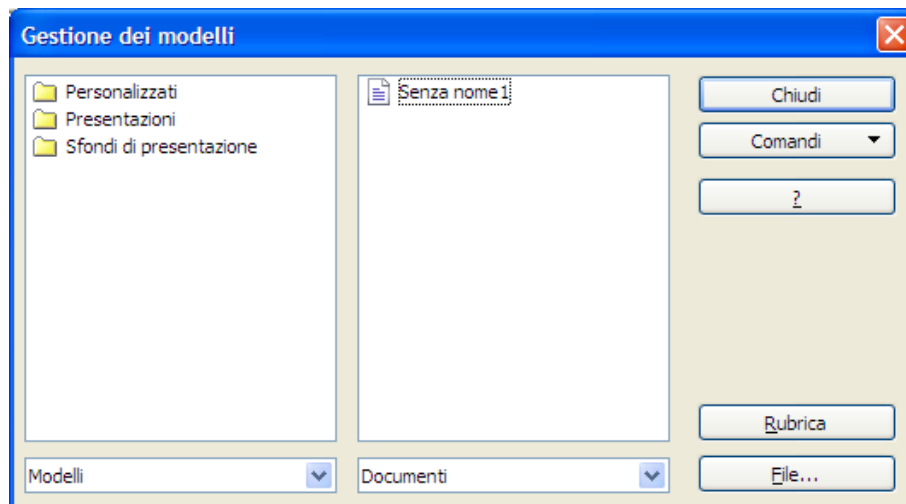 Gestione dei modelli
Personalizzati
Presentazioni
Sfondi di presentazione
Senza nome1
Chiudi
Comandi
?
Rubrica
Modelli
Documenti
File...